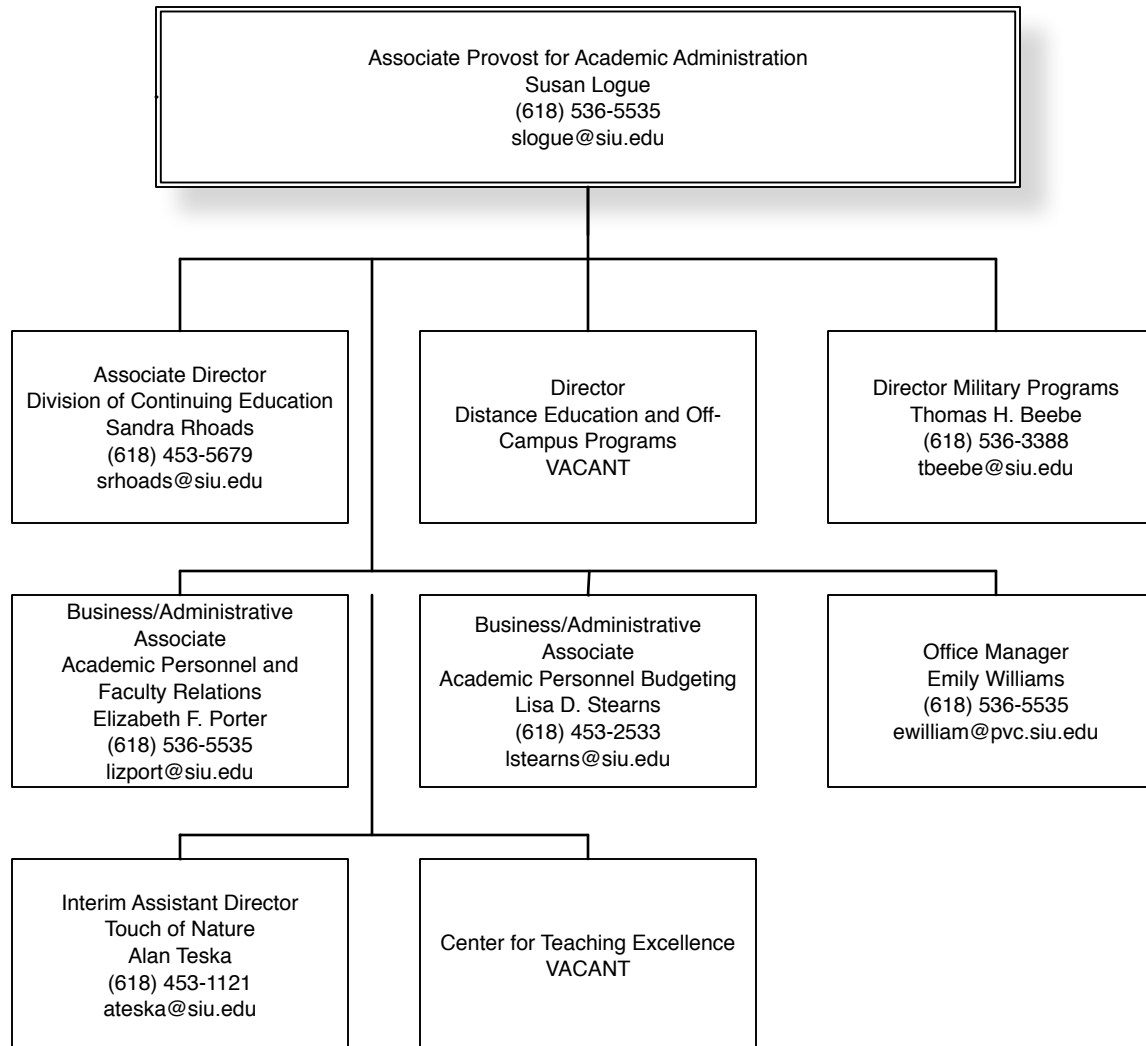 Associate Provost for Academic Administration
Susan Logue
(618) 536-5535
slogue@siu.edu
Associate Director
Division of Continuing Education
Sandra Rhoads
(618) 453-5679
srhoads@siu.edu
Director
Distance Education and Off-
Campus Programs
VACANT
Director Military Programs
Thomas H. Beebe
(618) 536-3388
tbeebe@siu.edu
Business/Administrative
Associate
Academic Personnel and
Faculty Relations
Elizabeth F. Porter
(618) 536-5535
lizport@siu.edu
Business/Administrative
Associate
Academic Personnel Budgeting
Lisa D. Stearns
(618) 453-2533
lstearns@siu.edu
Office Manager
Emily Williams
(618) 536-5535
ewilliam@pvc.siu.edu
Interim Assistant Director
Touch of Nature
Alan Teska
(618) 453-1121
ateska@siu.edu
Center for Teaching Excellence
VACANT